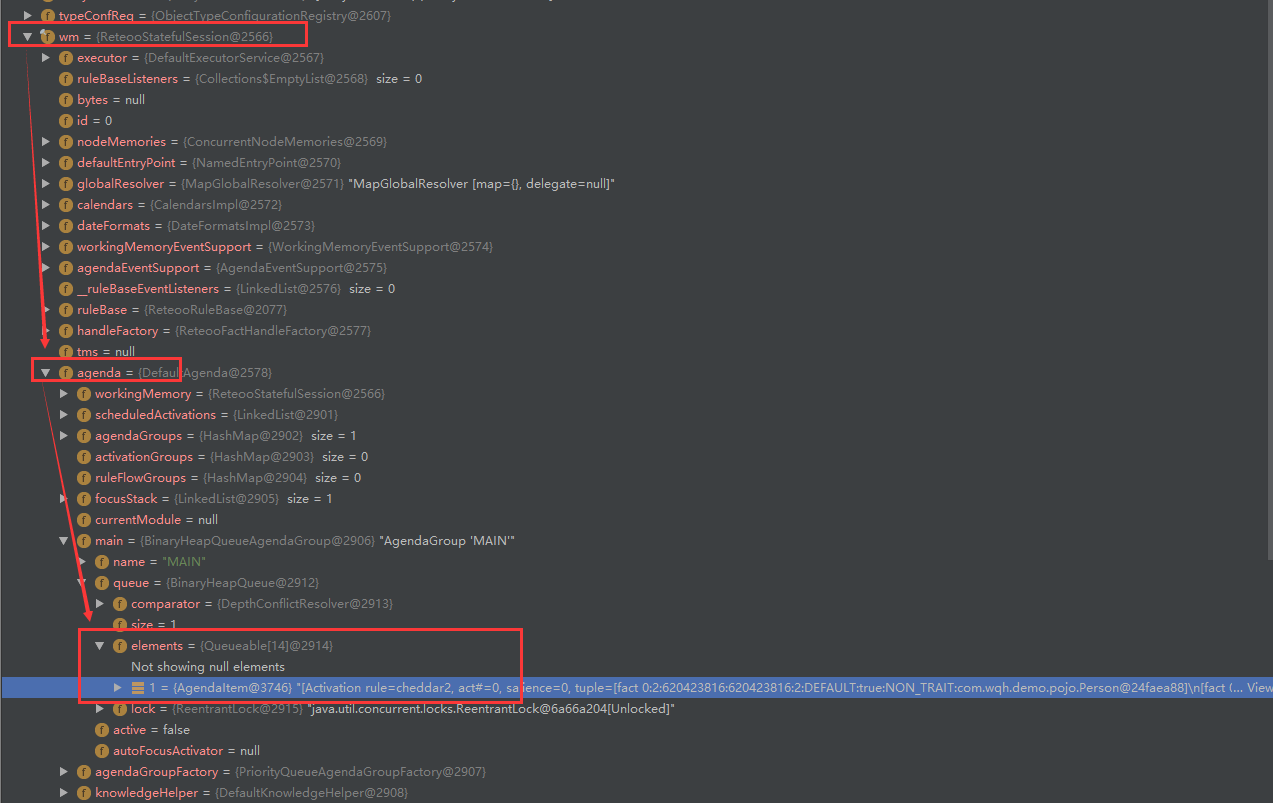 typeConfReg = {ObjectTypeConfigurationRegistry@2607}
wm = {ReteooStatefulSession@2566}
executor = {DefaultExecutorService@2567}
ruleBaseListeners = {Collections$EmptyList@2568} size = 0
bytes = null
id = 0
nodeMemories = {ConcurrentNodeMemories@2569}
defaultEntryPoint = {NamedEntryPoint@2570}
globalResolver = {MapGlobalResolver@2571} "MapGlobalResolver [map={}, delegate=null]"
calendars = {CalendarsImpl@2572}
dateFormats = {DateFormatsImpl@2573}
workingMemoryEventSupport = {WorkingMemoryEventSupport@2574}
agendaEventSupport = {AgendaEventSupport@2575}
__ruleBaseEventListeners = {LinkedList@2576} size = 0
ruleBase = {ReteooRuleBase@2077}
handleFactory = {ReteooFactHandleFactory@2577}
tms = null
agenda = {DefaultAgenda@2578}
workingMemory = {ReteooStatefulSession@2566}
scheduledActivations = {LinkedList@2901}
agendaGroups = {HashMap@2902} size = 1
activationGroups = {HashMap@2903} size = 0
ruleFlowGroups = {HashMap@2904} size = 0
focusStack = {LinkedList@2905} size = 1
currentModule = null
main = {BinaryHeapQueueAgendaGroup@2906} "AgendaGroup 'MAIN'"
name = "MAIN"
queue = {BinaryHeapQueue@2912}
comparator = {DepthConflictResolver@2913}
size = 1
elements = {Queueable[14]@2914}
Not showing null elements
1 = {AgendaItem@3746} "[Activation rule=cheddar2, act#=0, salience=0, tuple=[fact 0:2:620423816:620423816:2:DEFAULT:true:NON_TRAIT:com.wqh.demo.pojo.Person@24faea88]\n[fact (... View
lock = {ReentrantLock@2915} "java.util.concurrent.locks.ReentrantLock@6a66a204[Unlocked]"
active = false
autoFocusActivator = null
agendaGroupFactory = {PriorityQueueAgendaGroupFactory@2907}
knowledgeHelper = {DefaultKnowledgeHelper@2908}